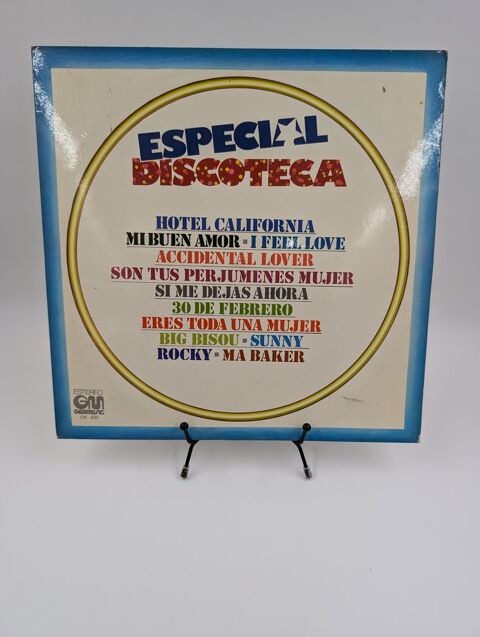 ESPECIAL
DISCOTECA
HOTEL CALIFORNIA
MI BUEN AMOR ▪ I FEEL LOVE
ACCIDENTAL LOVER
SON TUS PERJUMENES MUJER
SI ME DEJAS AHORA
30 DE FEBRERO
ERES TODA UNA MUJER
BIG BISOU ▪ SUNNY
ROCKY ▪ MA BAKER
ESTEREO
GM
GRAMUSIC